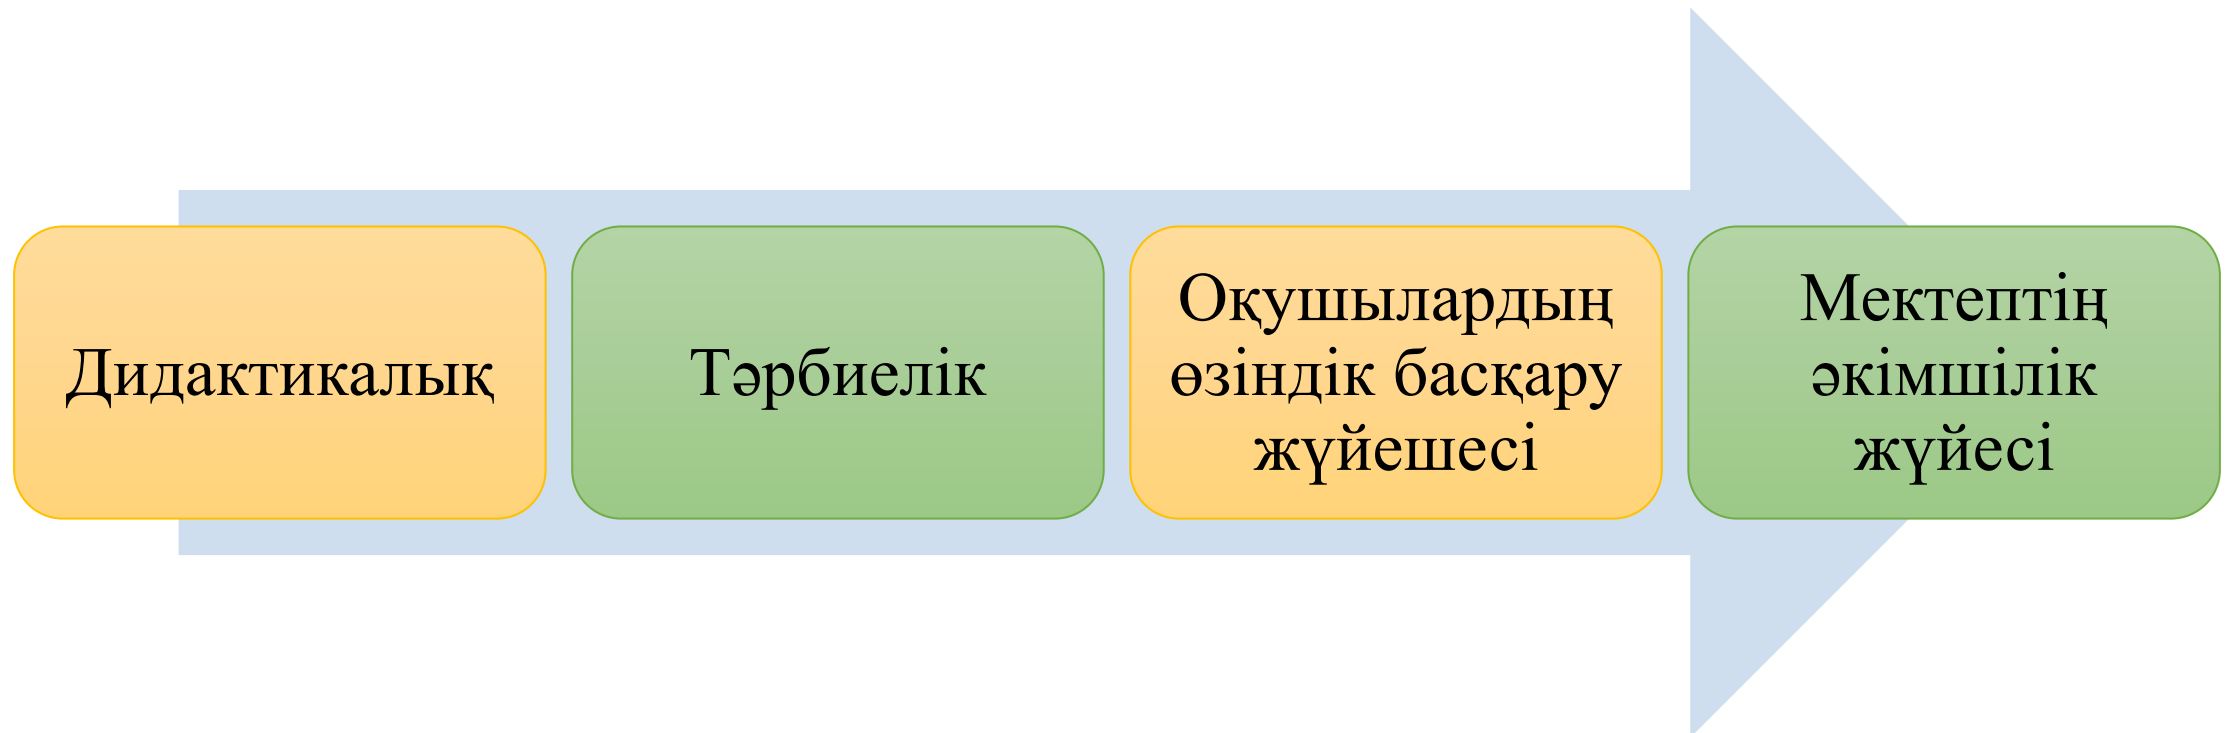 Дидактикалық
Тәрбиелік
Оқушылардың
өзіндік басқару
жүйешесі
Мектептің
әкімшілік
жүйесі